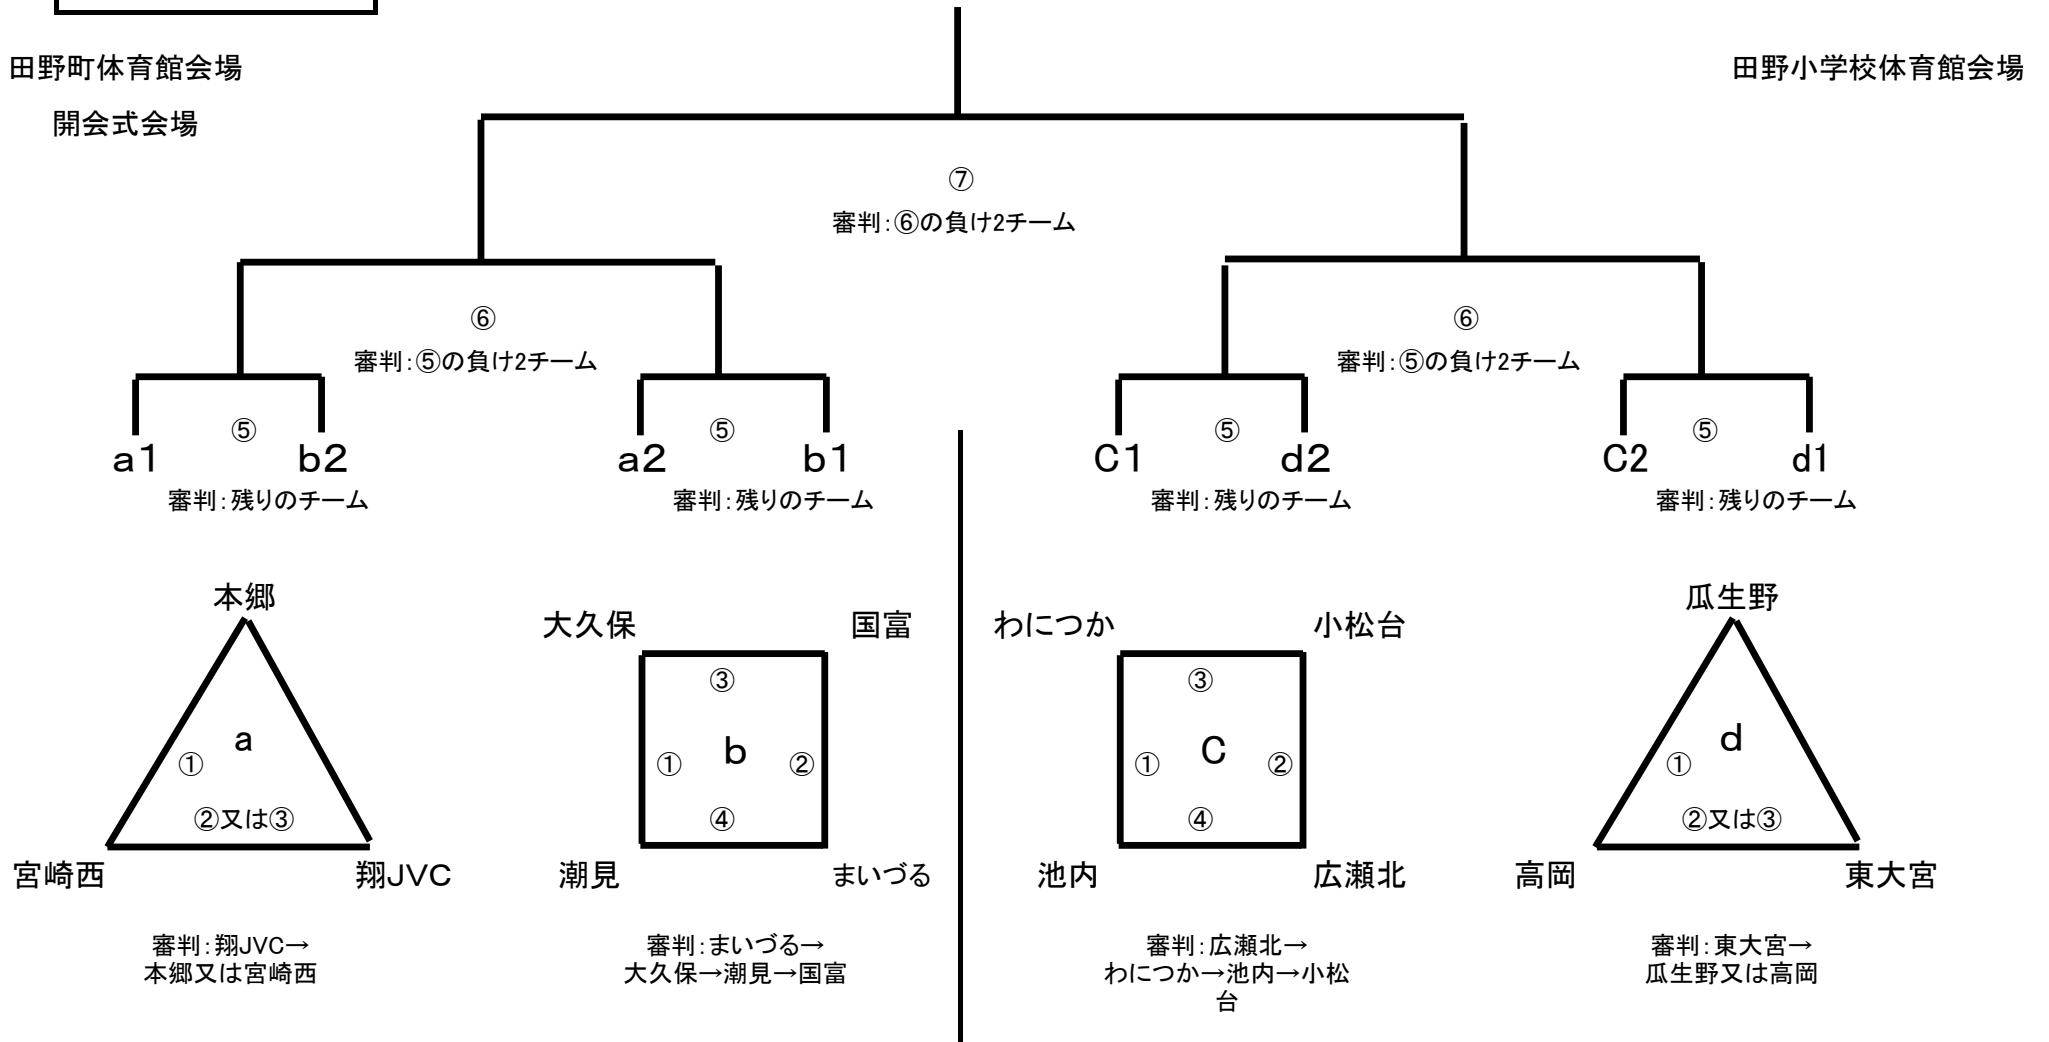 田野町体育館会場
田野小学校体育館会場
開会式会場
⑦
審判：⑥の負け2チーム
⑥
⑥
審判：⑤の負け2チーム
審判：⑤の負け2チーム
⑤
⑤
⑤
⑤
a1
b2
a2
b1
C1
d2
C2
d1
審判：残りのチーム
審判：残りのチーム
審判：残りのチーム
審判：残りのチーム
本郷
a
①
②又は③
宮崎西
翔JVC
審判：翔JVC→
本郷又は宮崎西
大久保
国富
③
b
①
②
④
潮見
まいづる
審判：まいづる→
大久保→潮見→国富
わにつか
小松台
③
C
①
②
④
池内
広瀬北
審判：広瀬北→
わにつか→池内→小松
台
瓜生野
d
①
②又は③
高岡
東大宮
審判：東大宮→
瓜生野又は高岡